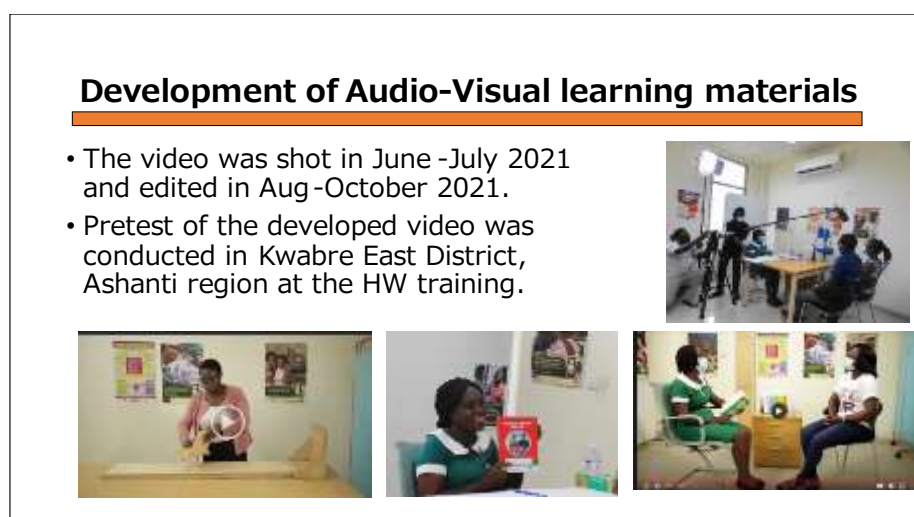 Development of Audio-Visual learning materials
• The video was shot in June -July 2021
and edited in Aug-October 2021.
• Pretest of the developed video was
conducted in Kwabre East District,
Ashanti region at the HW training.